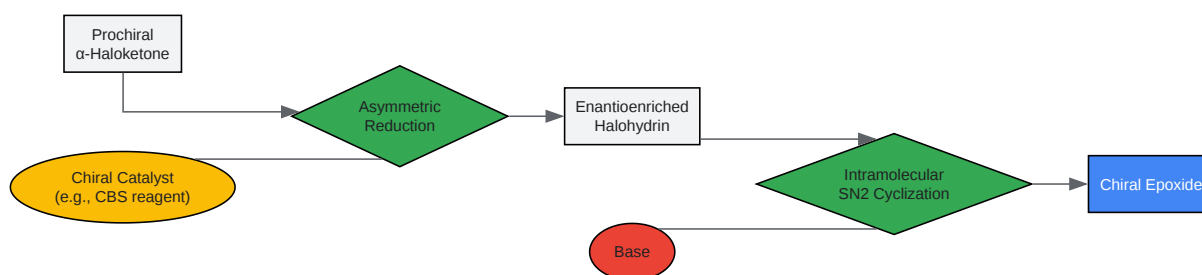 Prochiral
α-Haloketone
Asymmetric
Reduction
Enantioenriched
Halohydrin
Chiral Catalyst
(e.g., CBS reagent)
Intramolecular
SN2 Cyclization
Chiral Epoxide
Base